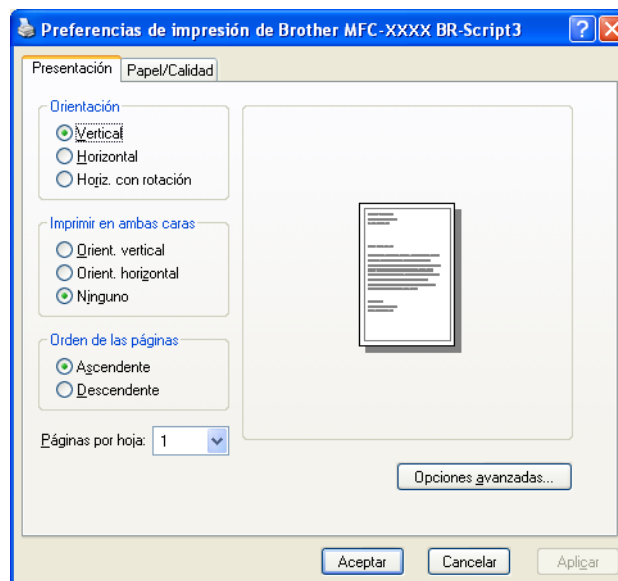 Preferencias de impresión de Brother MFC-XXXX BR-Script3
Presentación
Papel/Calidad
Orientación
Vertical
Horizontal
Horiz. con rotación
Imprimir en ambas caras
Orient. vertical
Orient. horizontal
Ninguno
Orden de las páginas
Ascendente
Descendente
Páginas por hoja: 1
Opciones avanzadas...
Aceptar
Cancelar
Aplicar